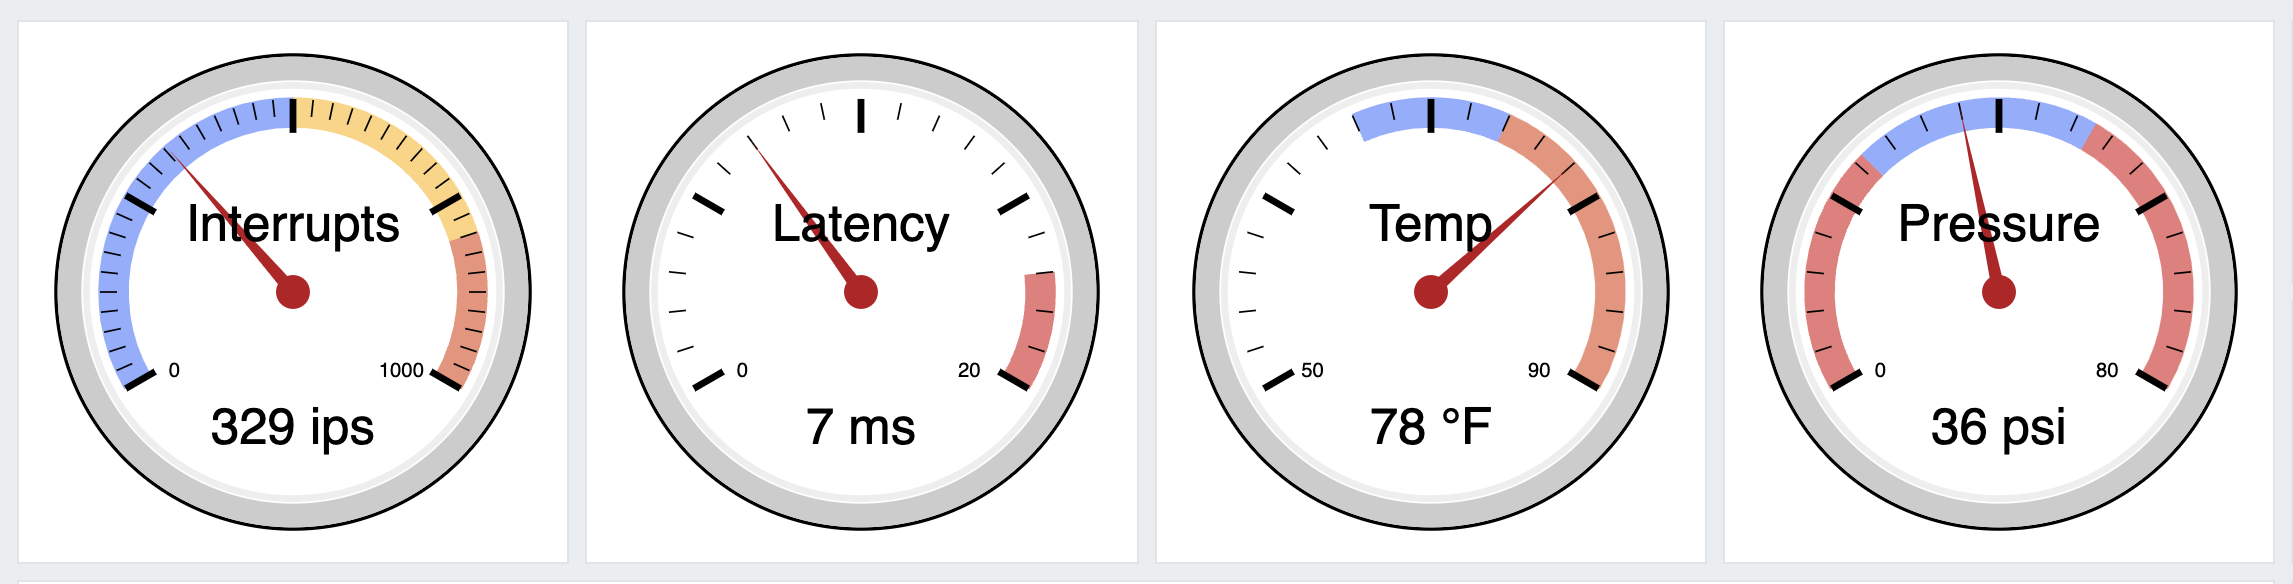 Interrupts
0
1000
329 ips
Latency
0
20
7 ms
Temp
50
90
78 °F
Pressure
0
80
36 psi